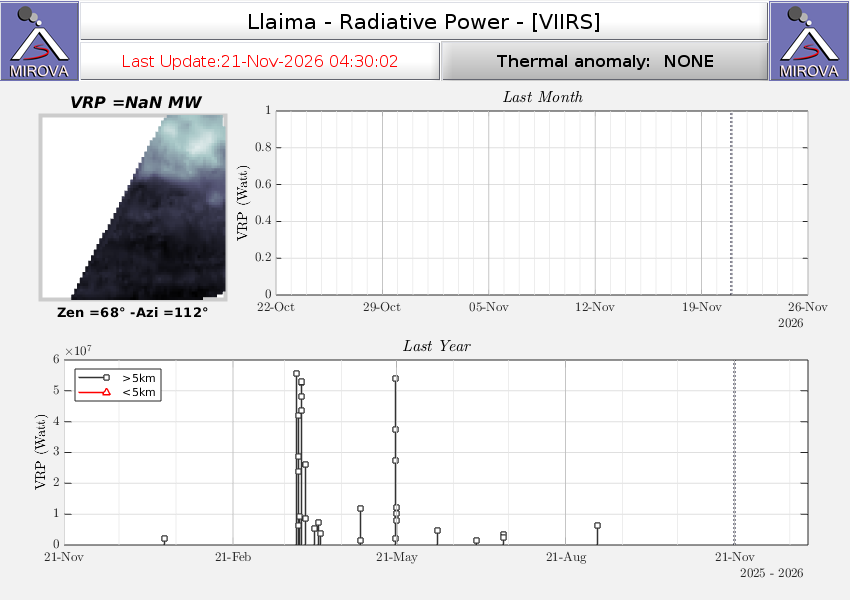 Llaima - Radiative Power - [VIIRS]
MIROVA
Last Update:21-Nov-2026 04:30:02
Thermal anomaly:  NONE
MIROVA
VRP =NaN MW
Zen =68° -Azi =112°
Last Month
VRP (Watt)
1
0.8
0.6
0.4
0.2
0
22-Oct 29-Oct 05-Nov 12-Nov 19-Nov 26-Nov
2026
Last Year
×10⁷
VRP (Watt)
6
5
4
3
2
1
0
>5km
<5km
21-Nov 21-Feb 21-May 21-Aug 21-Nov
2025 - 2026